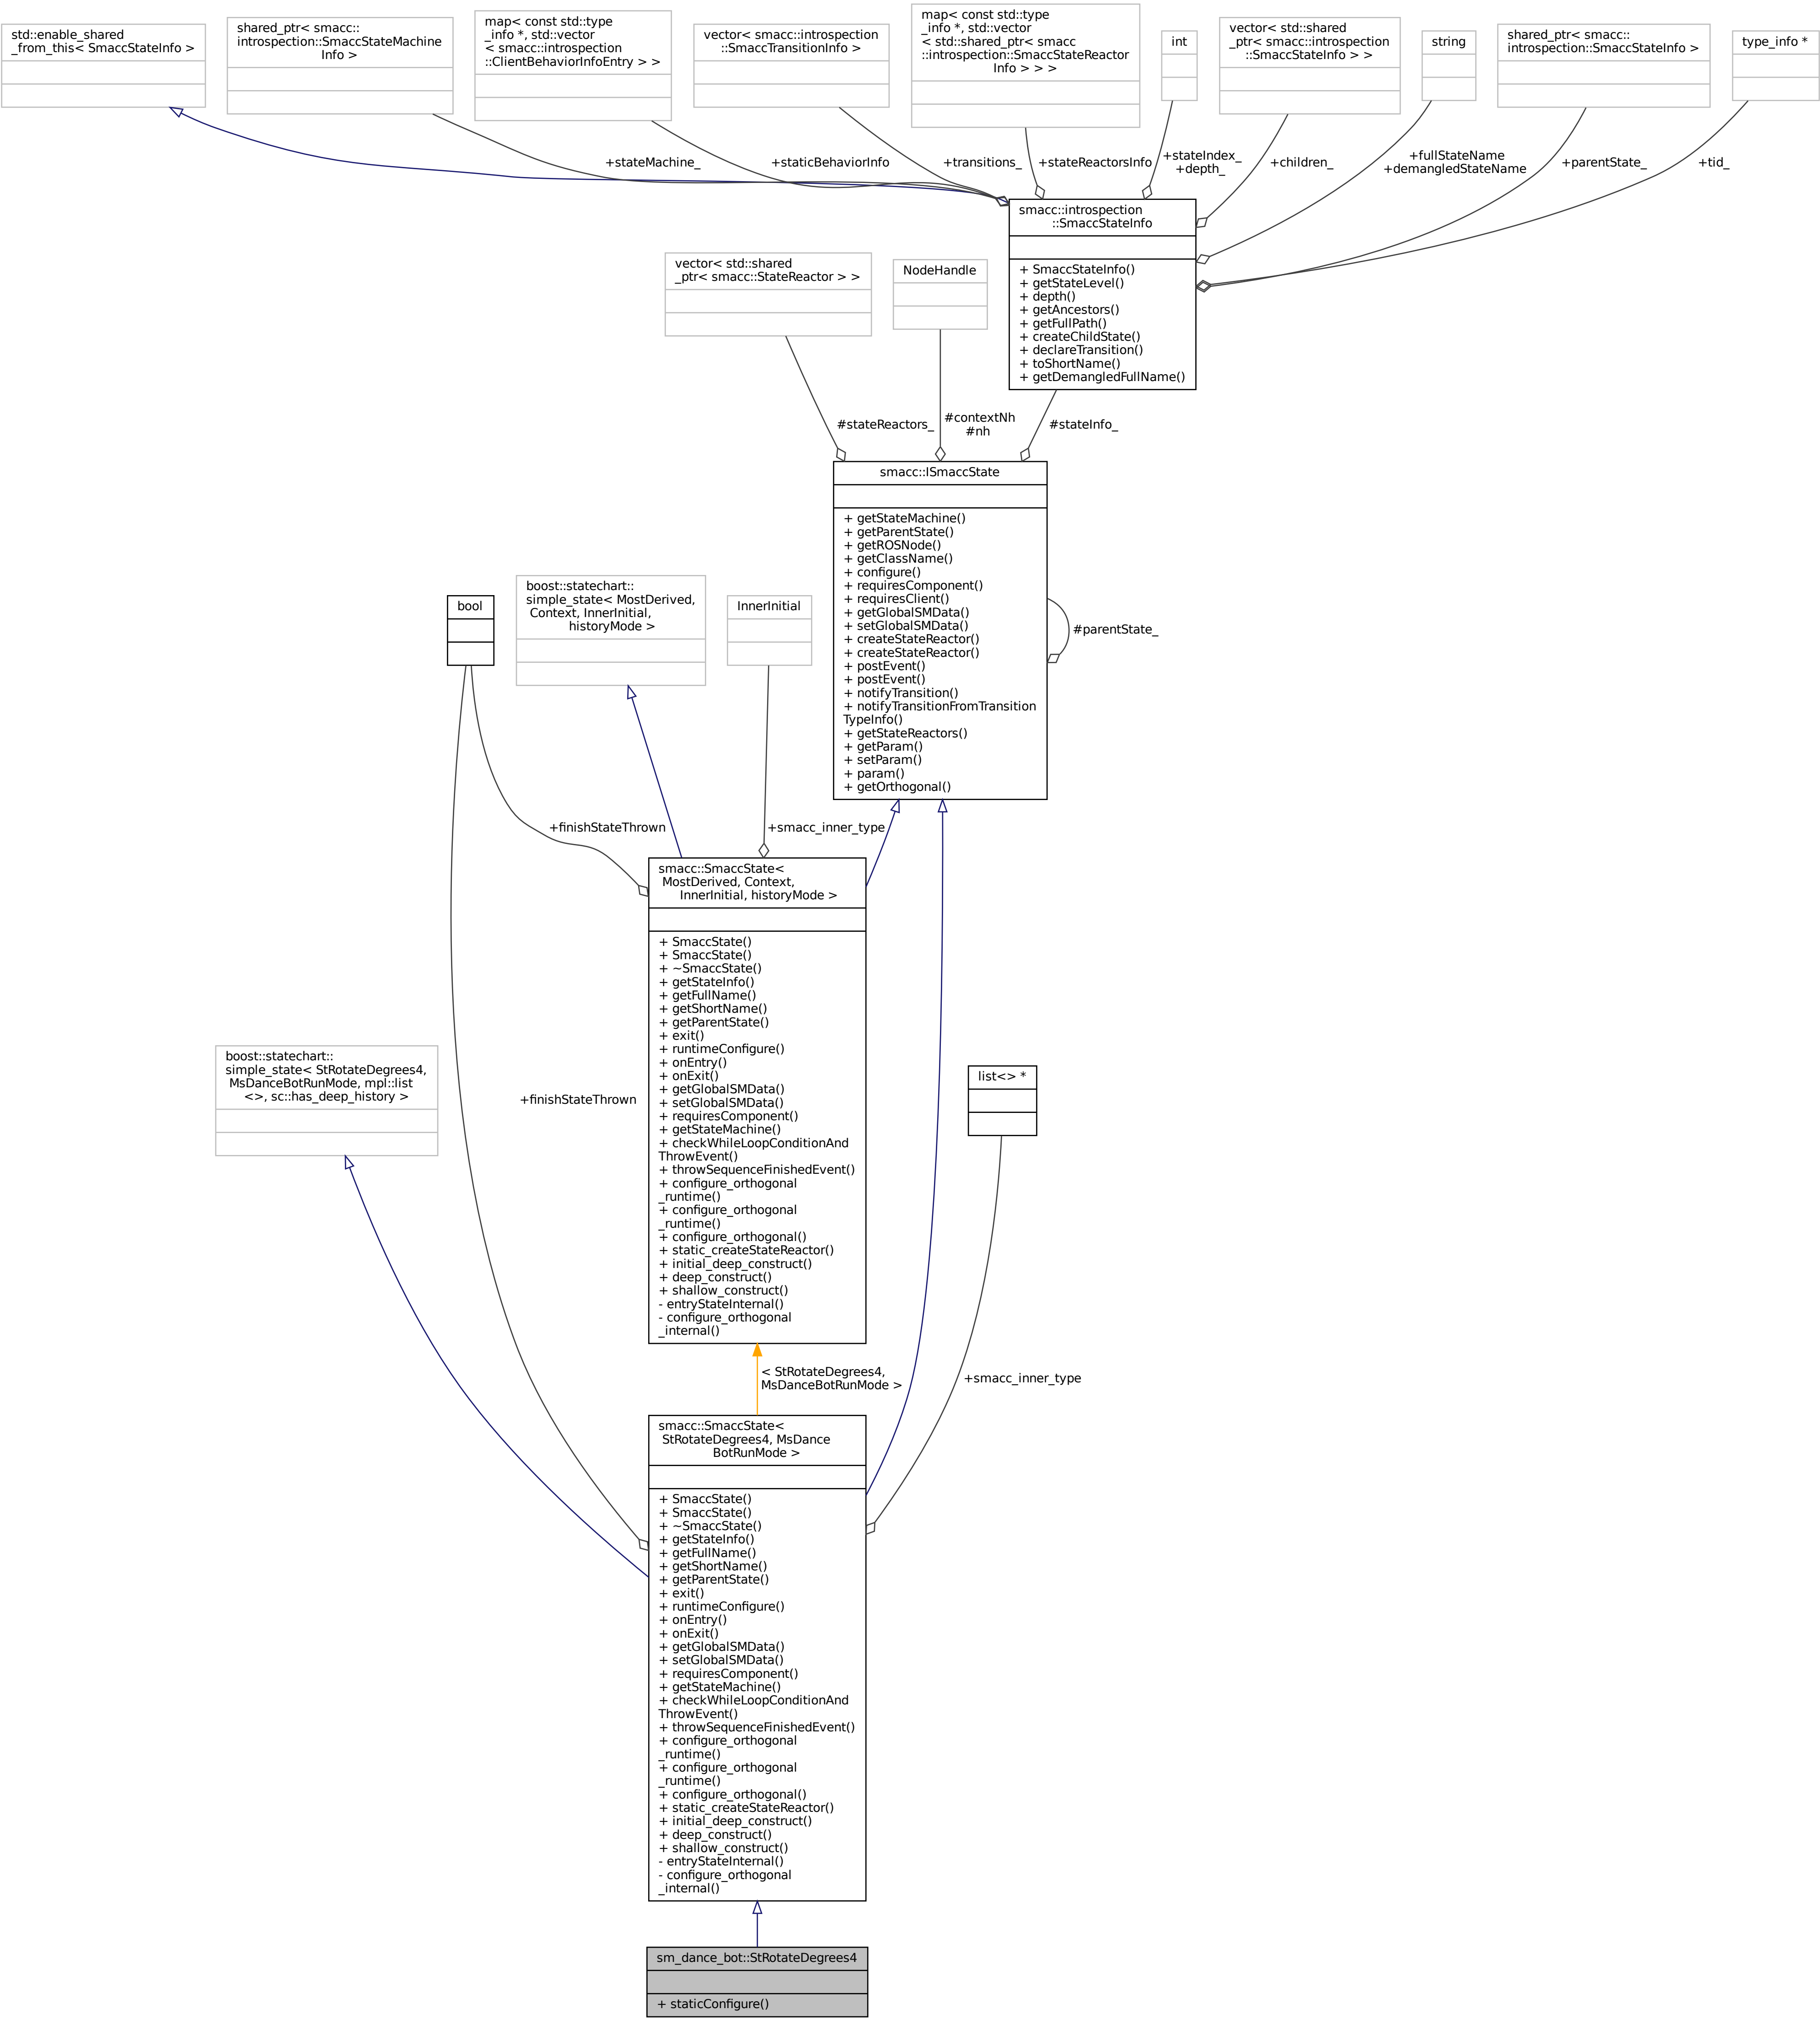 std::enable_shared
_from_this< SmaccStateInfo >
shared_ptr< smacc::
introspection::SmaccStateMachine
Info >
map< const std::type
_info *, std::vector
< smacc::introspection
::ClientBehaviorInfoEntry > >
vector< smacc::introspection
::SmaccTransitionInfo >
map< const std::type
_info *, std::vector
< std::shared_ptr< smacc
::introspection::SmaccStateReactor
Info > > >
int
vector< std::shared
_ptr< smacc::introspection
::SmaccStateInfo > >
string
shared_ptr< smacc::
introspection::SmaccStateInfo >
type_info *
+stateMachine_
+staticBehaviorInfo
+transitions_
+stateReactorsInfo
+stateIndex_
+depth_
+children_
+fullStateName
+demangledStateName
+parentState_
+tid_
smacc::introspection
::SmaccStateInfo
+ SmaccStateInfo()
+ getStateLevel()
+ depth()
+ getAncestors()
+ getFullPath()
+ createChildState()
+ declareTransition()
+ toShortName()
+ getDemangledFullName()
vector< std::shared
_ptr< smacc::StateReactor > >
NodeHandle
#stateReactors_
#contextNh
#nh
#stateInfo_
smacc::ISmaccState
+ getStateMachine()
+ getParentState()
+ getROSNode()
+ getClassName()
+ configure()
+ requiresComponent()
+ requiresClient()
+ getGlobalSMData()
+ setGlobalSMData()
+ createStateReactor()
+ createStateReactor()
+ postEvent()
+ postEvent()
+ notifyTransition()
+ notifyTransitionFromTransition
TypeInfo()
+ getStateReactors()
+ getParam()
+ setParam()
+ param()
+ getOrthogonal()
#parentState_
bool
boost::statechart::
simple_state< MostDerived,
Context, InnerInitial,
historyMode >
InnerInitial
+finishStateThrown
+smacc_inner_type
smacc::SmaccState<
MostDerived, Context,
InnerInitial, historyMode >
+ SmaccState()
+ SmaccState()
+ ~SmaccState()
+ getStateInfo()
+ getFullName()
+ getShortName()
+ getParentState()
+ exit()
+ runtimeConfigure()
+ onEntry()
+ onExit()
+ getGlobalSMData()
+ setGlobalSMData()
+ requiresComponent()
+ getStateMachine()
+ checkWhileLoopConditionAnd
ThrowEvent()
+ throwSequenceFinishedEvent()
+ configure_orthogonal
_runtime()
+ configure_orthogonal
_runtime()
+ configure_orthogonal()
+ static_createStateReactor()
+ initial_deep_construct()
+ deep_construct()
+ shallow_construct()
- entryStateInternal()
- configure_orthogonal
_internal()
boost::statechart::
simple_state< StRotateDegrees4,
MsDanceBotRunMode, mpl::list
<>, sc::has_deep_history >
+finishStateThrown
list<> *
< StRotateDegrees4,
MsDanceBotRunMode >
+smacc_inner_type
smacc::SmaccState<
StRotateDegrees4, MsDance
BotRunMode >
+ SmaccState()
+ SmaccState()
+ ~SmaccState()
+ getStateInfo()
+ getFullName()
+ getShortName()
+ getParentState()
+ exit()
+ runtimeConfigure()
+ onEntry()
+ onExit()
+ getGlobalSMData()
+ setGlobalSMData()
+ requiresComponent()
+ getStateMachine()
+ checkWhileLoopConditionAnd
ThrowEvent()
+ throwSequenceFinishedEvent()
+ configure_orthogonal
_runtime()
+ configure_orthogonal
_runtime()
+ configure_orthogonal()
+ static_createStateReactor()
+ initial_deep_construct()
+ deep_construct()
+ shallow_construct()
- entryStateInternal()
- configure_orthogonal
_internal()
sm_dance_bot::StRotateDegrees4
+ staticConfigure()